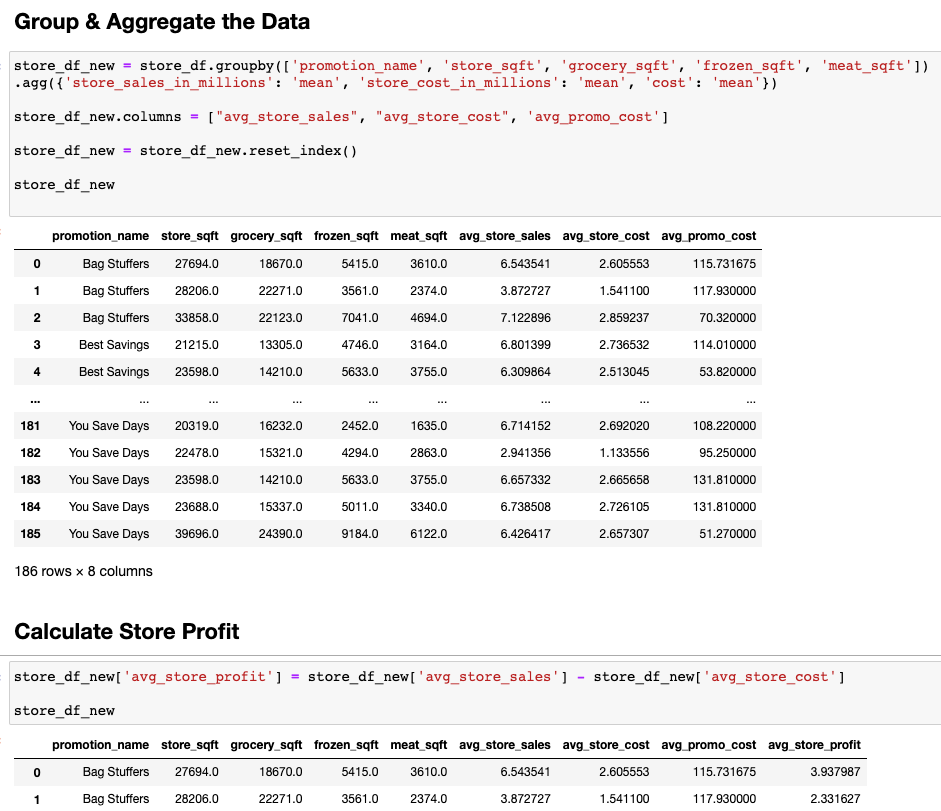 Group & Aggregate the Data
store_df_new = store_df.groupby(['promotion_name', 'store_sqft', 'grocery_sqft', 'frozen_sqft', 'meat_sqft'])
.agg({'store_sales_in_millions': 'mean', 'store_cost_in_millions': 'mean', 'cost': 'mean'})
store_df_new.columns = ["avg_store_sales", "avg_store_cost", 'avg_promo_cost']
store_df_new = store_df_new.reset_index()
store_df_new
promotion_name store_sqft grocery_sqft frozen_sqft meat_sqft avg_store_sales avg_store_cost avg_promo_cost
0 Bag Stuffers 27694.0 18670.0 5415.0 3610.0 6.543541 2.605553 115.731675
1 Bag Stuffers 28206.0 22271.0 3561.0 2374.0 3.872727 1.541100 117.930000
2 Bag Stuffers 33858.0 22123.0 7041.0 4694.0 7.122896 2.859237 70.320000
3 Best Savings 21215.0 13305.0 4746.0 3164.0 6.801399 2.736532 114.010000
4 Best Savings 23598.0 14210.0 5633.0 3755.0 6.309864 2.513045 53.820000
... ... ... ... ... ... ... ... ...
181 You Save Days 20319.0 16232.0 2452.0 1635.0 6.714152 2.692020 108.220000
182 You Save Days 22478.0 15321.0 4294.0 2863.0 2.941356 1.133556 95.250000
183 You Save Days 23598.0 14210.0 5633.0 3755.0 6.657332 2.665658 131.810000
184 You Save Days 23688.0 15337.0 5011.0 3340.0 6.738508 2.726105 131.810000
185 You Save Days 39696.0 24390.0 9184.0 6122.0 6.426417 2.657307 51.270000
186 rows × 8 columns
Calculate Store Profit
store_df_new['avg_store_profit'] = store_df_new['avg_store_sales'] - store_df_new['avg_store_cost']
store_df_new
promotion_name store_sqft grocery_sqft frozen_sqft meat_sqft avg_store_sales avg_store_cost avg_promo_cost avg_store_profit
0 Bag Stuffers 27694.0 18670.0 5415.0 3610.0 6.543541 2.605553 115.731675 3.937987
1 Bag Stuffers 28206.0 22271.0 3561.0 2374.0 3.872727 1.541100 117.930000 2.331627